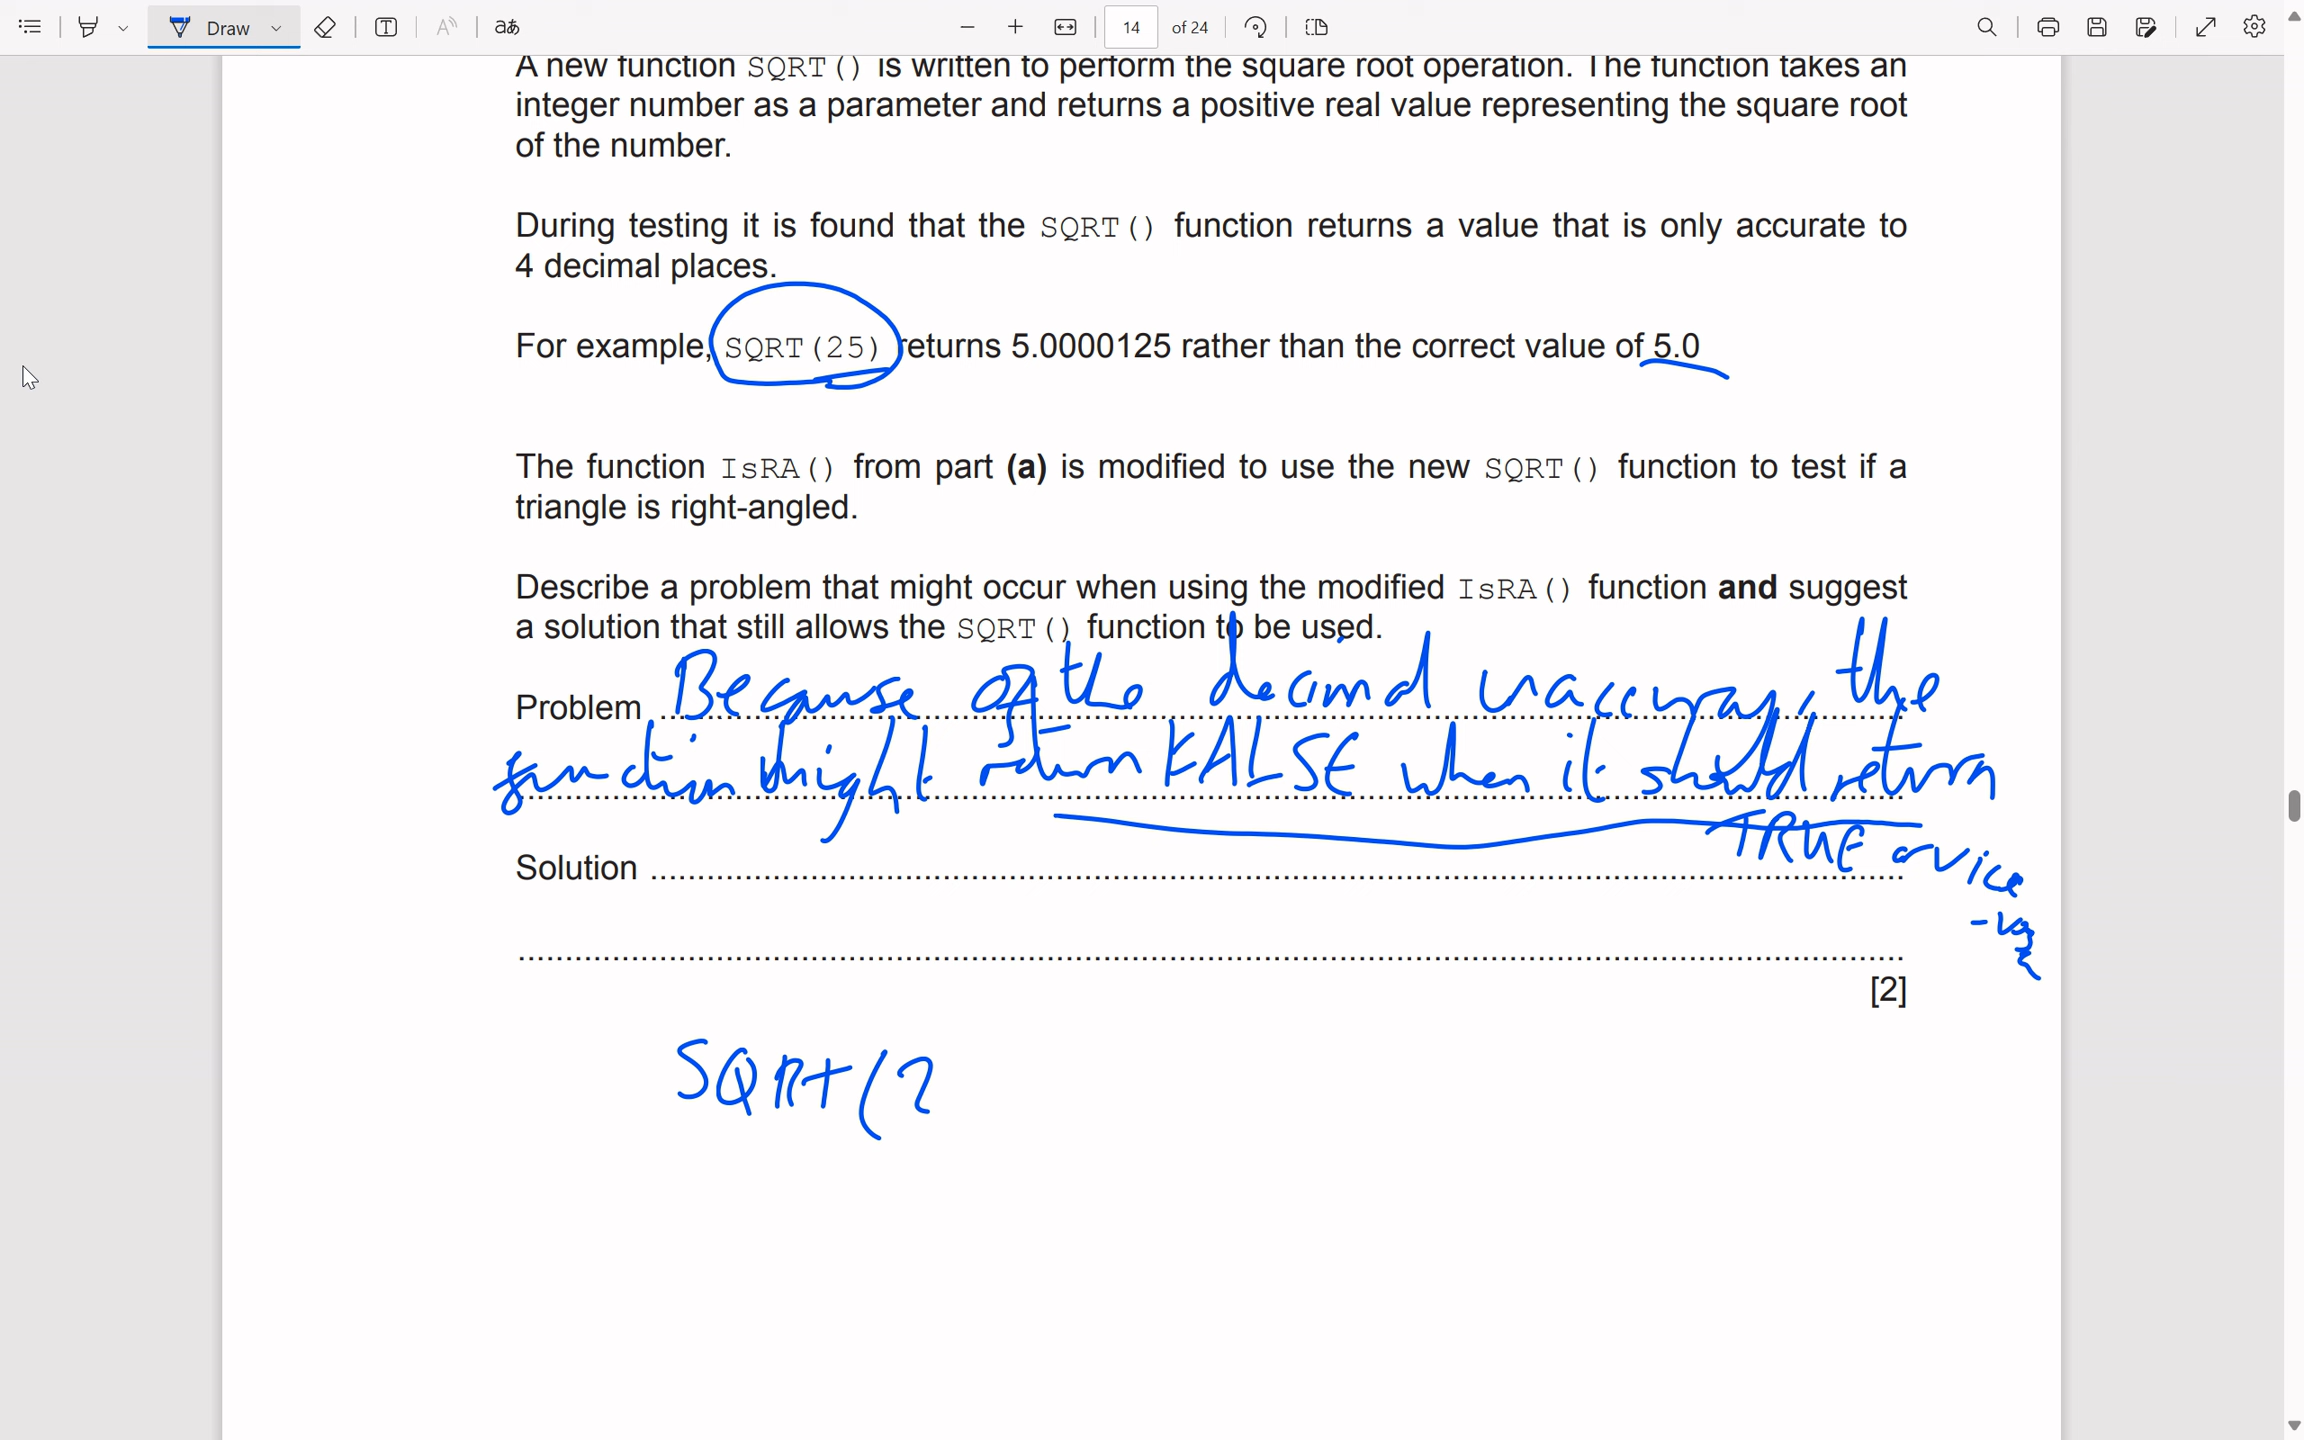 Draw
14 of 24
A new function SQRT() is written to perform the square root operation. The function takes an
integer number as a parameter and returns a positive real value representing the square root
of the number.
During testing it is found that the SQRT() function returns a value that is only accurate to
4 decimal places.
For example, SQRT(25) returns 5.0000125 rather than the correct value of 5.0
The function IsRA() from part (a) is modified to use the new SQRT() function to test if a
triangle is right-angled.
Describe a problem that might occur when using the modified IsRA() function and suggest
a solution that still allows the SQRT() function to be used.
Problem Because of the decimal inaccuracy, the
function might return FALSE when it should return
TRUE or vice
Solution
[2]
SQRT(2